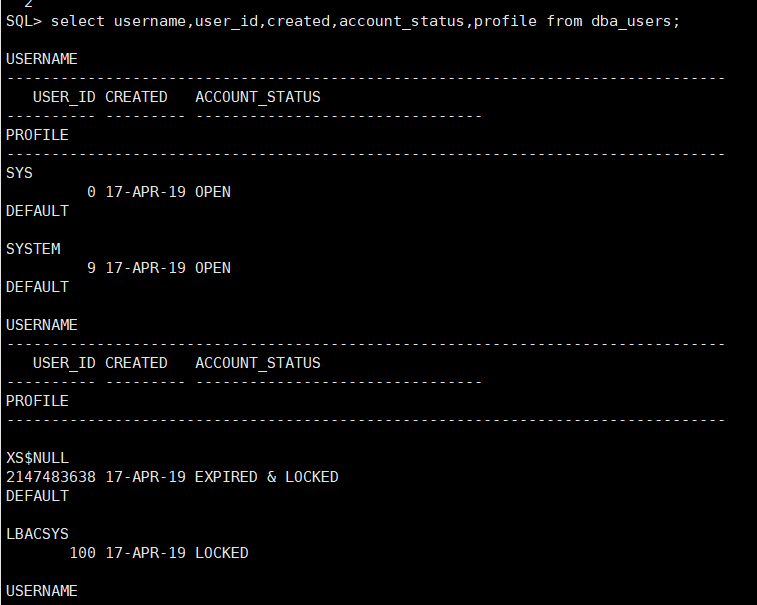 2
SQL> select username,user_id,created,account_status,profile from dba_users;
USERNAME
--------------------------------------------------------------------------------
USER_ID CREATED ACCOUNT_STATUS
---------- --------- --------------------------------
PROFILE
--------------------------------------------------------------------------------
SYS
0 17-APR-19 OPEN
DEFAULT
SYSTEM
9 17-APR-19 OPEN
DEFAULT
USERNAME
--------------------------------------------------------------------------------
USER_ID CREATED ACCOUNT_STATUS
---------- --------- --------------------------------
PROFILE
--------------------------------------------------------------------------------
XS$NULL
2147483638 17-APR-19 EXPIRED & LOCKED
DEFAULT
LBACSYS
100 17-APR-19 LOCKED
USERNAME